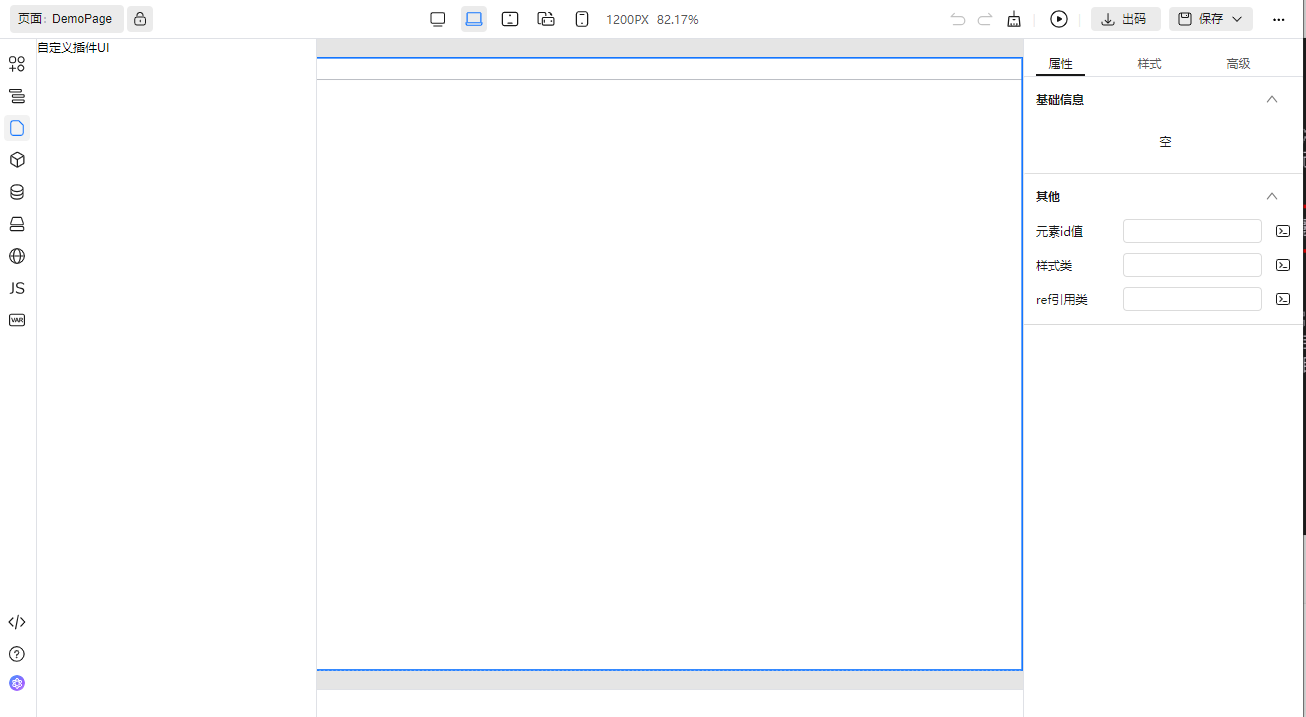 页面: DemoPage
1200PX 82.17%
出码
保存
自定义插件UI
属性 样式 高级
基础信息
空
其他
元素id值
样式类
ref引用类
JS
VAR